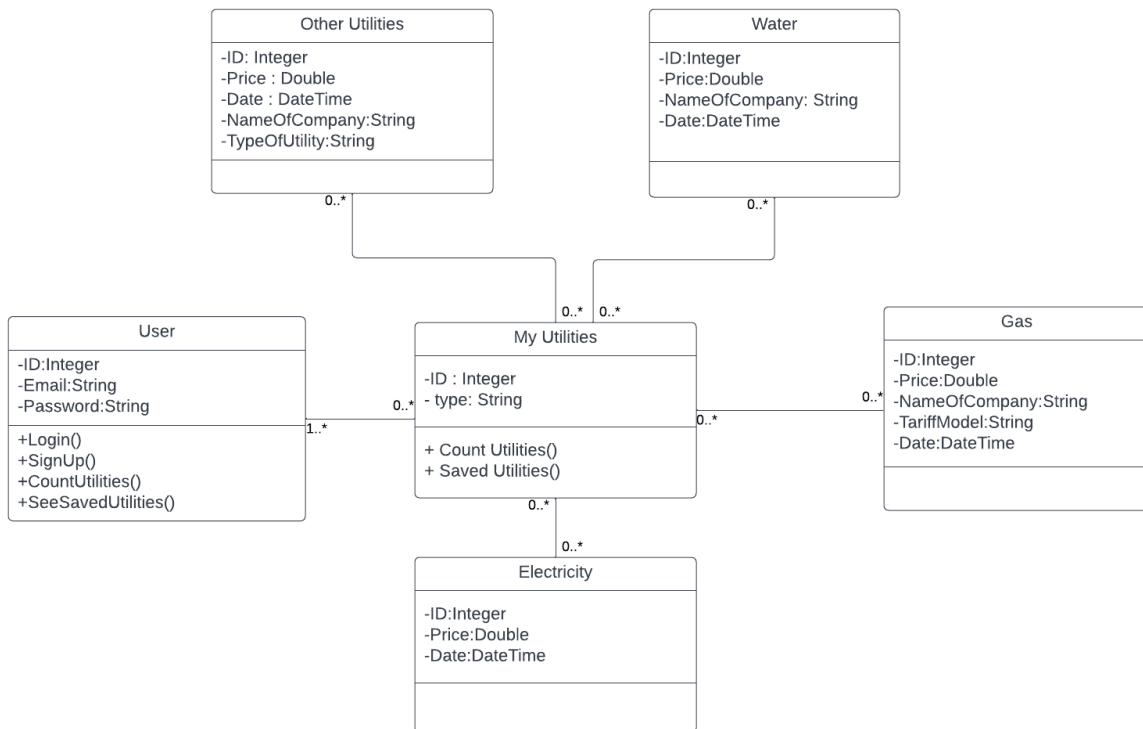 Other Utilities
-ID: Integer
-Price : Double
-Date : DateTime
-NameOfCompany:String
-TypeOfUtility:String
0..*
Water
-ID:Integer
-Price:Double
-NameOfCompany: String
-Date:DateTime
0..*
User
-ID:Integer
-Email:String
-Password:String
+Login()
+SignUp()
+CountUtilities()
+SeeSavedUtilities()
1..*
0..*
0..*
0..*
My Utilities
-ID : Integer
- type: String
+ Count Utilities()
+ Saved Utilities()
0..*
0..*
0..*
Gas
-ID:Integer
-Price:Double
-NameOfCompany:String
-TariffModel:String
-Date:DateTime
0..*
Electricity
-ID:Integer
-Price:Double
-Date:DateTime